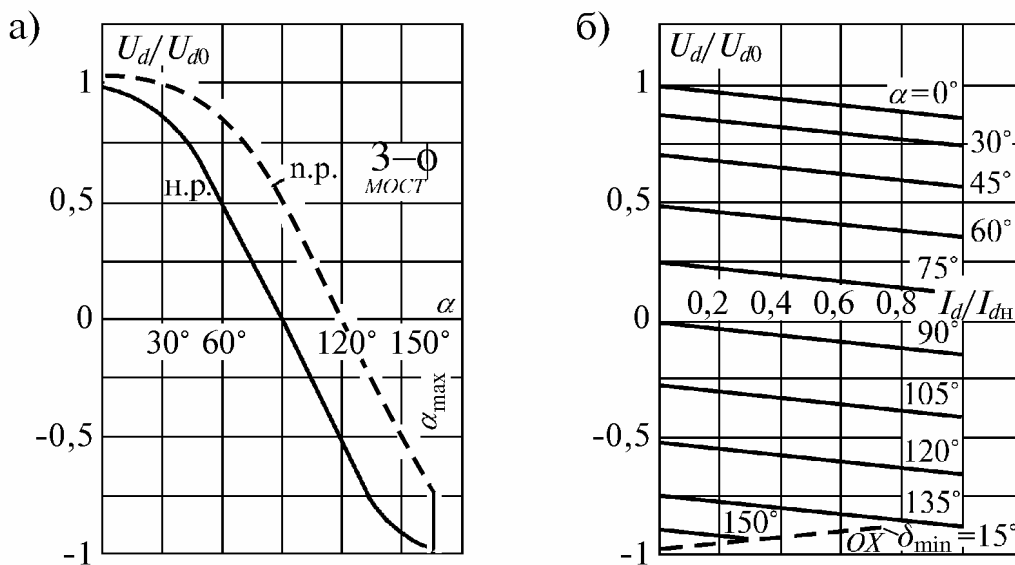 а)
U_d/U_d0
1
0,5
0
-0,5
-1
н.р.
п.р.
3-ф
МОСТ
α
30° 60° 120° 150°
α_max
б)
U_d/U_d0
1
0,5
0
-0,5
-1
α=0°
30°
45°
60°
75°
0,2 0,4 0,6 0,8 I_d/I_dн
90°
105°
120°
135°
150°
ОХ δ_min=15°